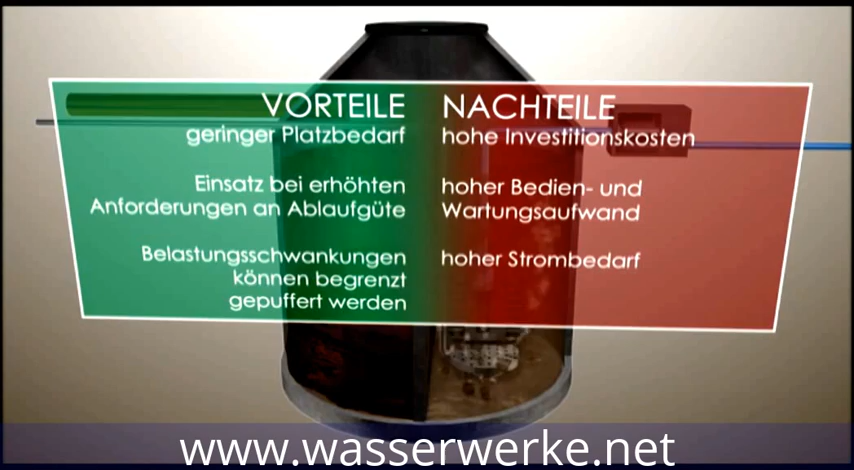 VORTEILE
geringer Platzbedarf
Einsatz bei erhöhten
Anforderungen an Ablaufgüte
Belastungsschwankungen
können begrenzt
gepuffert werden
NACHTEILE
hohe Investitionskosten
hoher Bedien- und
Wartungsaufwand
hoher Strombedarf
www.wasserwerke.net